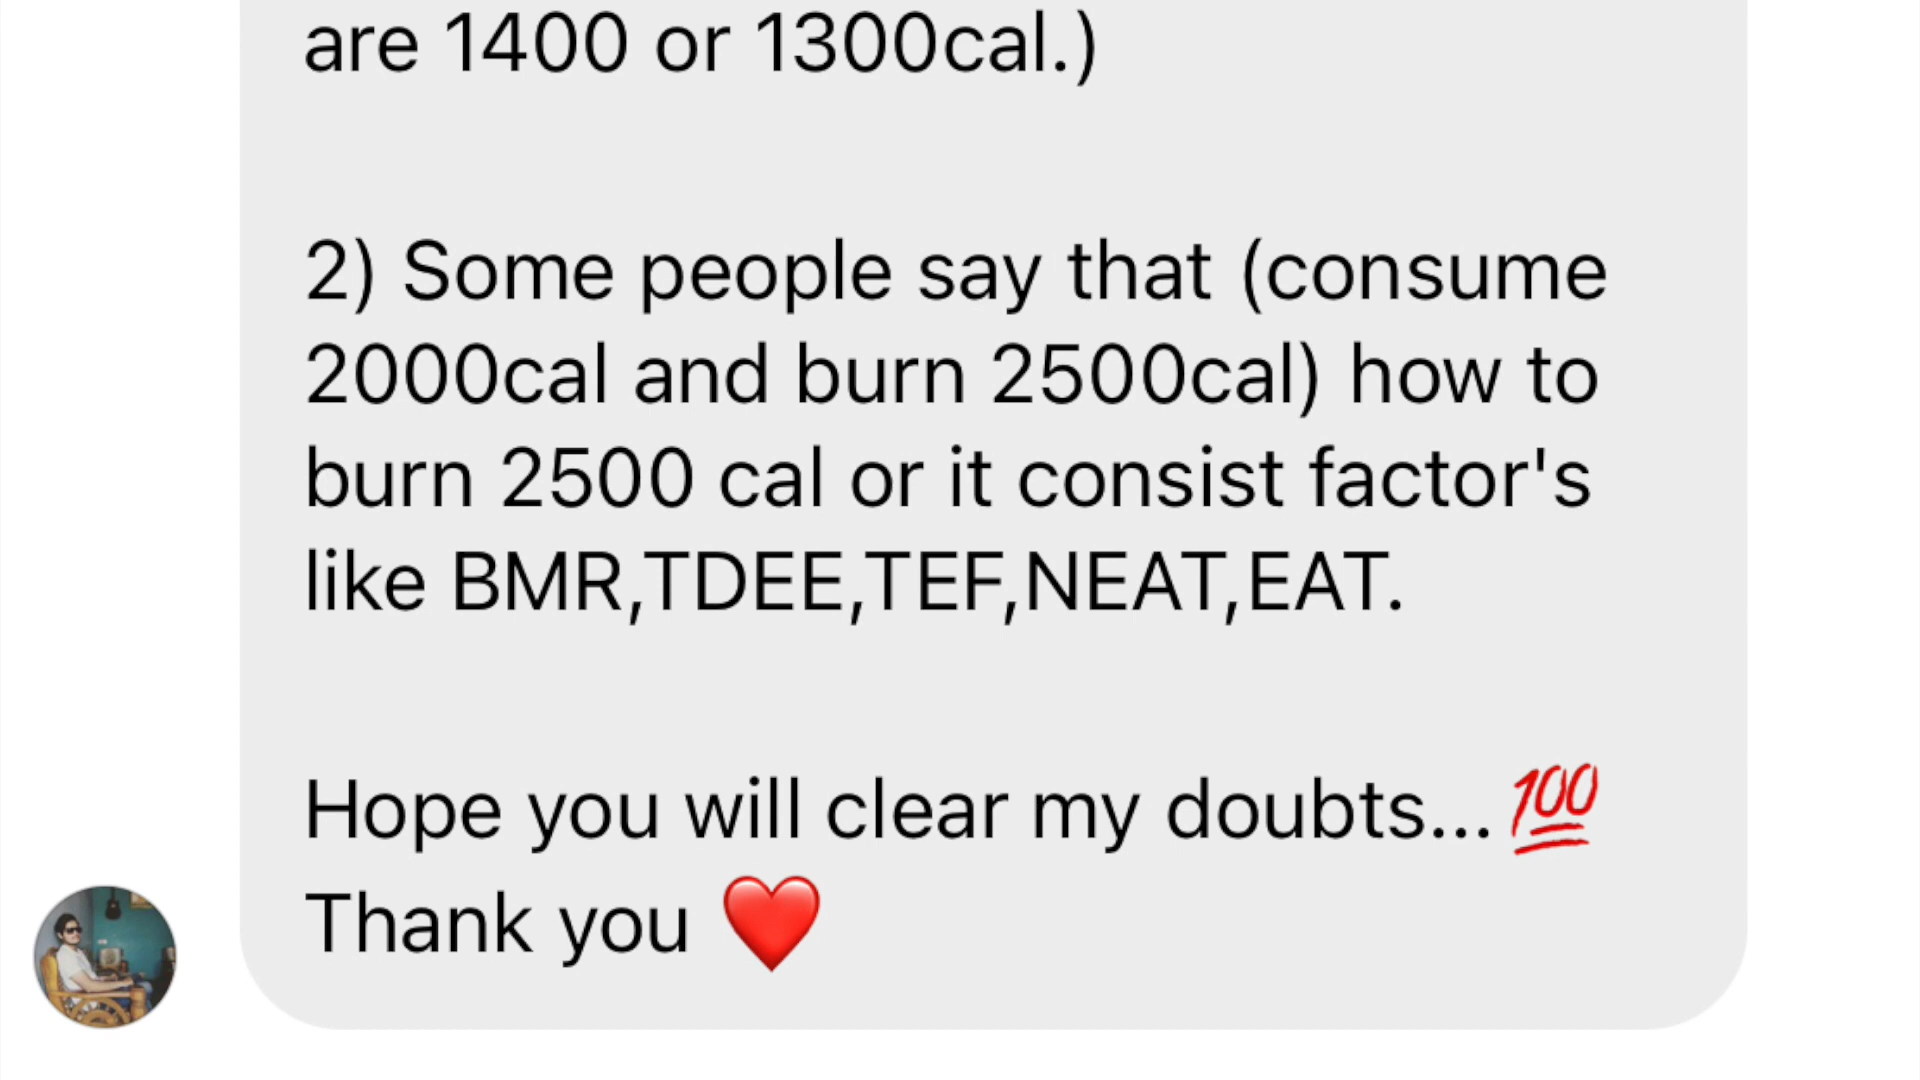 are 1400 or 1300cal.)
2) Some people say that (consume
2000cal and burn 2500cal) how to
burn 2500 cal or it consist factor's
like BMR,TDEE,TEF,NEAT,EAT.
Hope you will clear my doubts...💯
Thank you ❤️